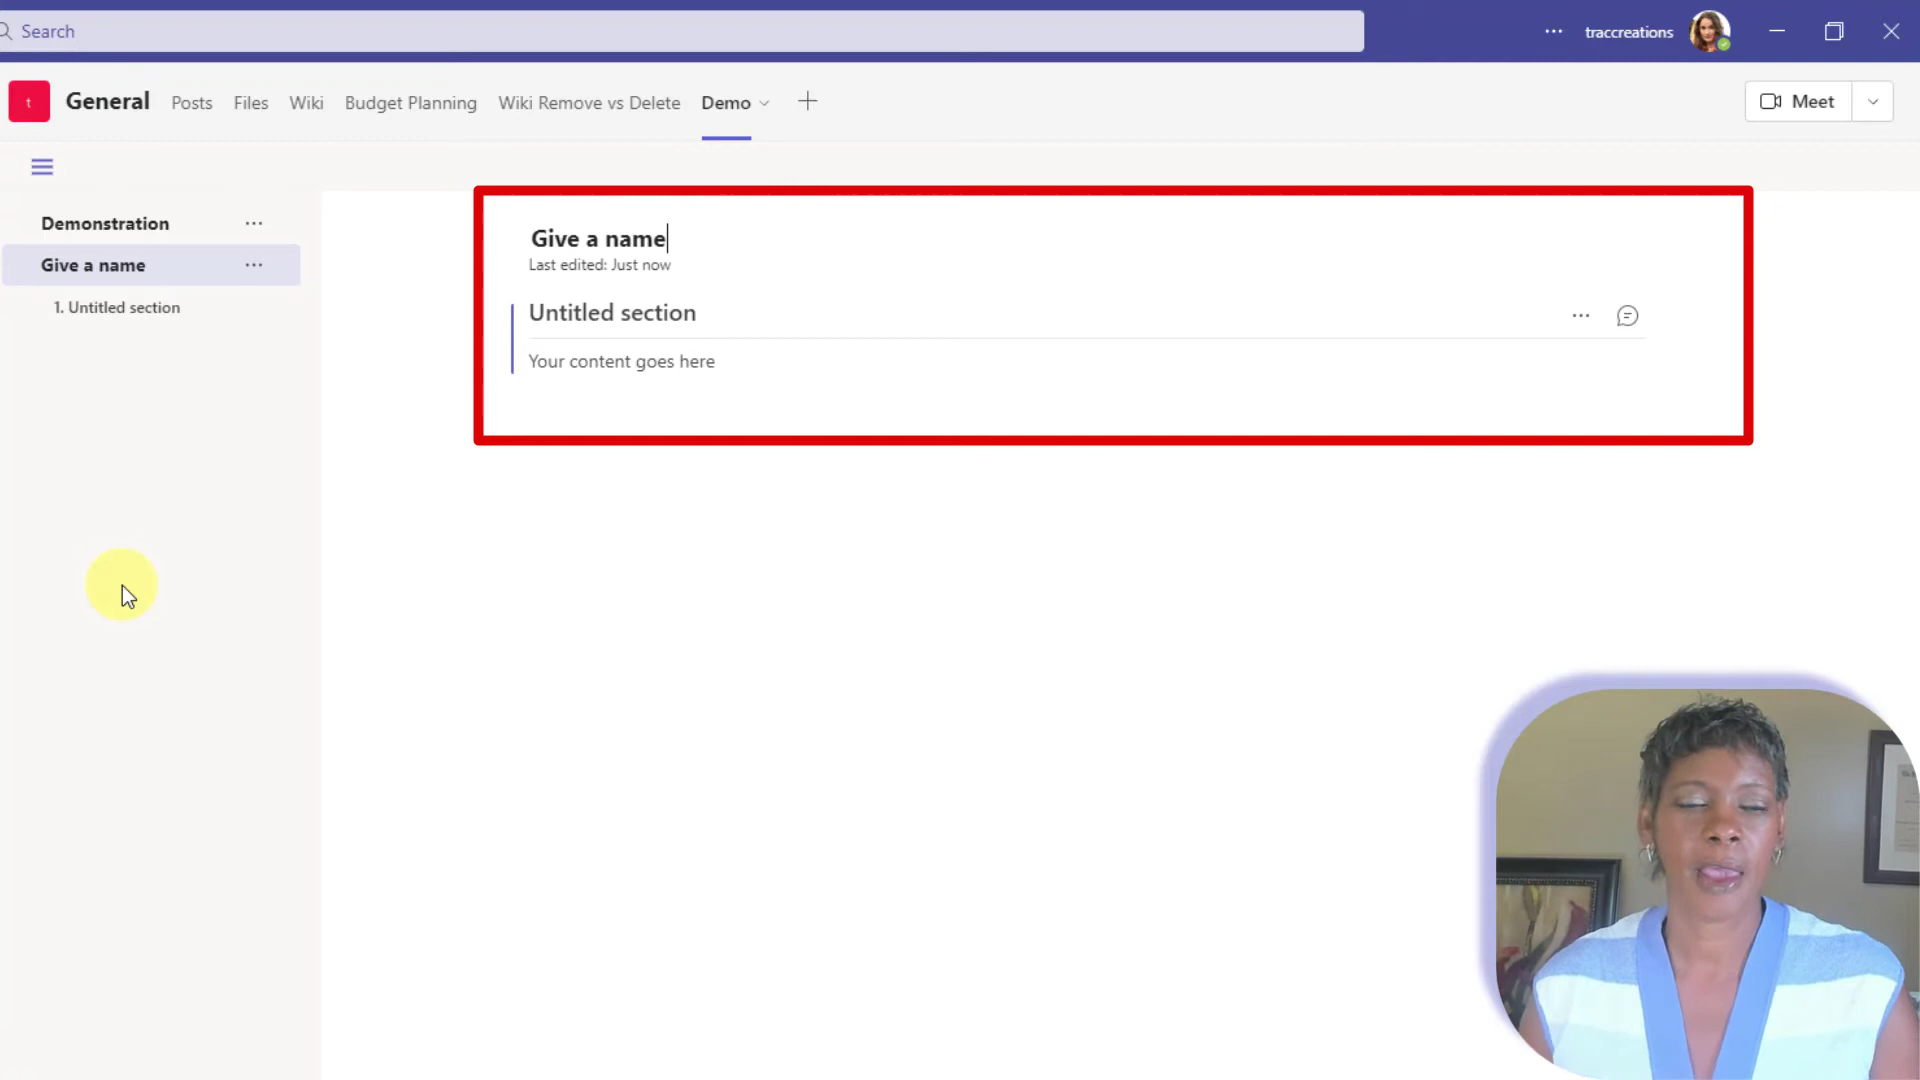 Search
traccreations
t
General
Posts
Files
Wiki
Budget Planning
Wiki Remove vs Delete
Demo
Meet
Demonstration
Give a name
1. Untitled section
Give a name
Last edited: Just now
Untitled section
Your content goes here